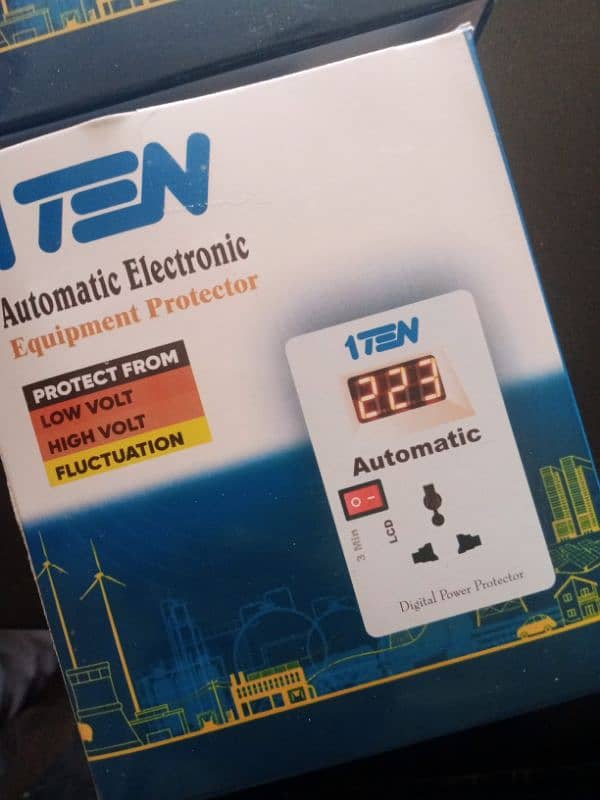 1TEN
Automatic Electronic
Equipment Protector
PROTECT FROM
LOW VOLT
HIGH VOLT
FLUCTUATION
1TEN
223
Automatic
3 Min
LCD
Digital Power Protector